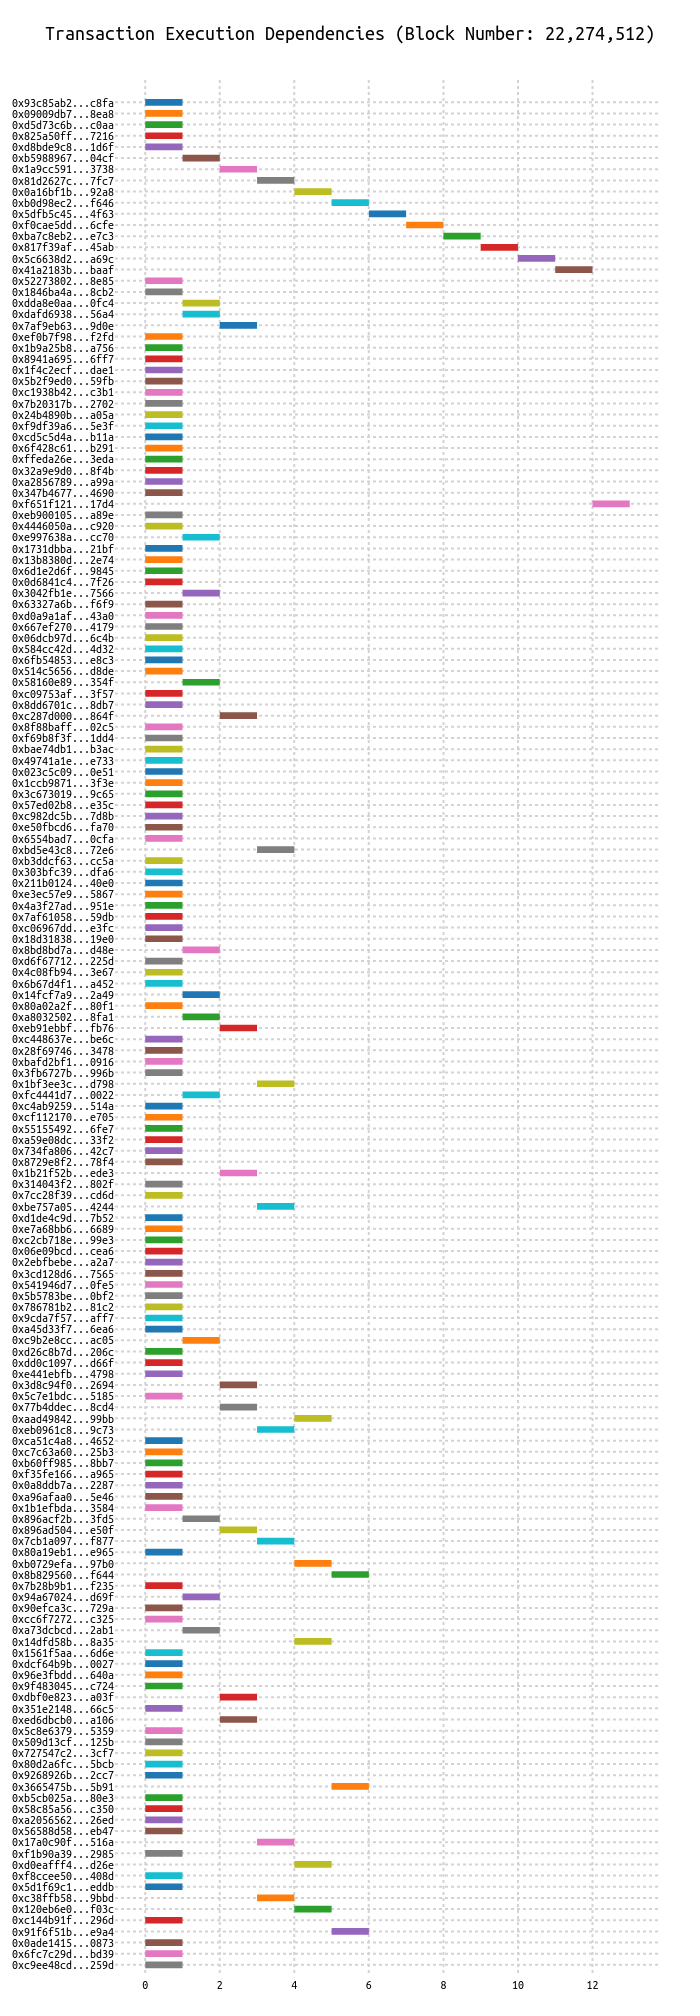 Transaction Execution Dependencies (Block Number: 22,274,512)
0x93c85ab2...c8fa
0x09009db7...8ea8
0xd5d73c6b...c0aa
0x825a50ff...7216
0xd8bde9c8...1d6f
0xb5988967...04cf
0x1a9cc591...3738
0x81d2627c...7fc7
0x0a16bf1b...92a8
0xb0d98ec2...f646
0x5dfb5c45...4f63
0xf0cae5dd...6cfe
0xba7c8eb2...e7c3
0x817f39af...45ab
0x5c6638d2...a69c
0x41a2183b...baaf
0x52273802...8e85
0x1846ba4a...8cb2
0xdda8e0aa...0fc4
0xdafd6938...56a4
0x7af9eb63...9d0e
0xef0b7f98...f2fd
0x1b9a25b8...a756
0x8941a695...6ff7
0x1f4c2ecf...dae1
0x5b2f9ed0...59fb
0xc1938b42...c3b1
0x7b20317b...2702
0x24b4890b...a05a
0xf9df39a6...5e3f
0xcd5c5d4a...b11a
0x6f428c61...b291
0xffeda26e...3eda
0x32a9e9d0...8f4b
0xa2856789...a99a
0x347b4677...4690
0xf651f121...17d4
0xeb900105...a89e
0x4446050a...c920
0xe997638a...cc70
0x1731dbba...21bf
0x13b8380d...2e74
0x6d1e2d6f...9845
0x0d6841c4...7f26
0x3042fb1e...7566
0x63327a6b...f6f9
0xd0a9a1af...43a0
0x667ef270...4179
0x06dcb97d...6c4b
0x584cc42d...4d32
0x6fb54853...e8c3
0x514c5656...d8de
0x58160e89...354f
0xc09753af...3f57
0x8dd6701c...8db7
0xc287d000...864f
0x8f88baff...02c5
0xf69b8f3f...1dd4
0xbae74db1...b3ac
0x49741a1e...e733
0x023c5c09...0e51
0x1ccb9871...3f3e
0x3c673019...9c65
0x57ed02b8...e35c
0xc982dc5b...7d8b
0xe50fbcd6...fa70
0x6554bad7...0cfa
0xbd5e43c8...72e6
0xb3ddcf63...cc5a
0x303bfc39...dfa6
0x211b0124...40e0
0xe3ec57e9...5867
0x4a3f27ad...951e
0x7af61058...59db
0xc06967dd...e3fc
0x18d31838...19e0
0x8bd8bd7a...d48e
0xd6f67712...225d
0x4c08fb94...3e67
0x6b67d4f1...a452
0x14fcf7a9...2a49
0x80a02a2f...80f1
0xa8032502...8fa1
0xeb91ebbf...fb76
0xc448637e...be6c
0x28f69746...3478
0xbafd2bf1...0916
0x3fb6727b...996b
0x1bf3ee3c...d798
0xfc4441d7...0022
0xc4ab9259...514a
0xcf112170...e705
0x55155492...6fe7
0xa59e08dc...33f2
0x734fa806...42c7
0x8729e8f2...78f4
0x1b21f52b...ede3
0x314043f2...802f
0x7cc28f39...cd6d
0xbe757a05...4244
0xd1de4c9d...7b52
0xe7a68bb6...6689
0xc2cb718e...99e3
0x06e09bcd...cea6
0x2ebfbebe...a2a7
0x3cd128d6...7565
0x541946d7...0fe5
0x5b5783be...0bf2
0x786781b2...81c2
0x9cda7f57...aff7
0xa45d33f7...6ea6
0xc9b2e8cc...ac05
0xd26c8b7d...206c
0xdd0c1097...d66f
0xe441ebfb...4798
0x3d8c94f0...2694
0x5c7e1bdc...5185
0x77b4ddec...8cd4
0xaad49842...99bb
0xeb0961c8...9c73
0xca51c4a8...4652
0xc7c63a60...25b3
0xb60ff985...8bb7
0xf35fe166...a965
0x0a8ddb7a...2287
0xa96afaa0...5e46
0x1b1efbda...3584
0x896acf2b...3fd5
0x896ad504...e50f
0x7cb1a097...f877
0x80a19eb1...e965
0xb0729efa...97b0
0x8b829560...f644
0x7b28b9b1...f235
0x94a67024...d69f
0x90efca3c...729a
0xcc6f7272...c325
0xa73dcbcd...2ab1
0x14dfd58b...8a35
0x1561f5aa...6d6e
0xdcf64b9b...0027
0x96e3fbdd...640a
0x9f483045...c724
0xdbf0e823...a03f
0x351e2148...66c5
0xed6dbcb0...a106
0x5c8e6379...5359
0x509d13cf...125b
0x727547c2...3cf7
0x80d2a6fc...5bcb
0x9268926b...2cc7
0x3665475b...5b91
0xb5cb025a...80e3
0x58c85a56...c350
0xa2056562...26ed
0x56588d58...eb47
0x17a0c90f...516a
0xf1b90a39...2985
0xd0eafff4...d26e
0xf8ccee50...408d
0x5d1f69c1...eddb
0xc38ffb58...9bbd
0x120eb6e0...f03c
0xc144b91f...296d
0x91f6f51b...e9a4
0x0ade1415...0873
0x6fc7c29d...bd39
0xc9ee48cd...259d
0 2 4 6 8 10 12